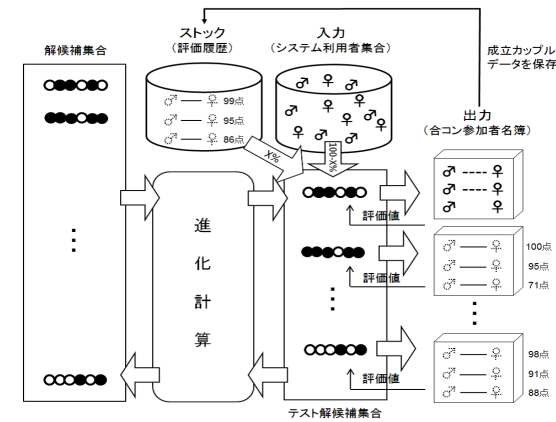 解候補集合
ストック
（評価履歴）
入力
（システム利用者集合）
成立カップル
データを保存
♂ ― ♀ 99点
♂ ― ♀ 95点
♂ ― ♀ 86点
X%
100-X%
出力
（合コン参加者名簿）
♂ ---- ♀
♂ ---- ♀
♂ ♀
進化計算
評価値
♂ ― ♀ 100点
♂ ― ♀ 95点
♂ ― ♀ 71点
評価値
⋮
♂ ― ♀ 98点
♂ ― ♀ 91点
♂ ― ♀ 88点
評価値
テスト解候補集合